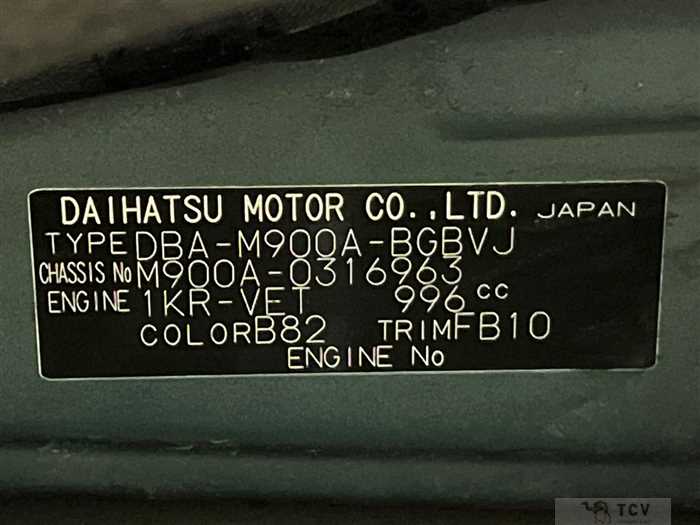 DAIHATSU MOTOR CO.,LTD. JAPAN
TYPE DBA-M900A-BGBVJ
CHASSIS No M900A-0316963
ENGINE 1KR-VET 996 cc
COLOR B82 TRIM FB10
ENGINE No
TCV